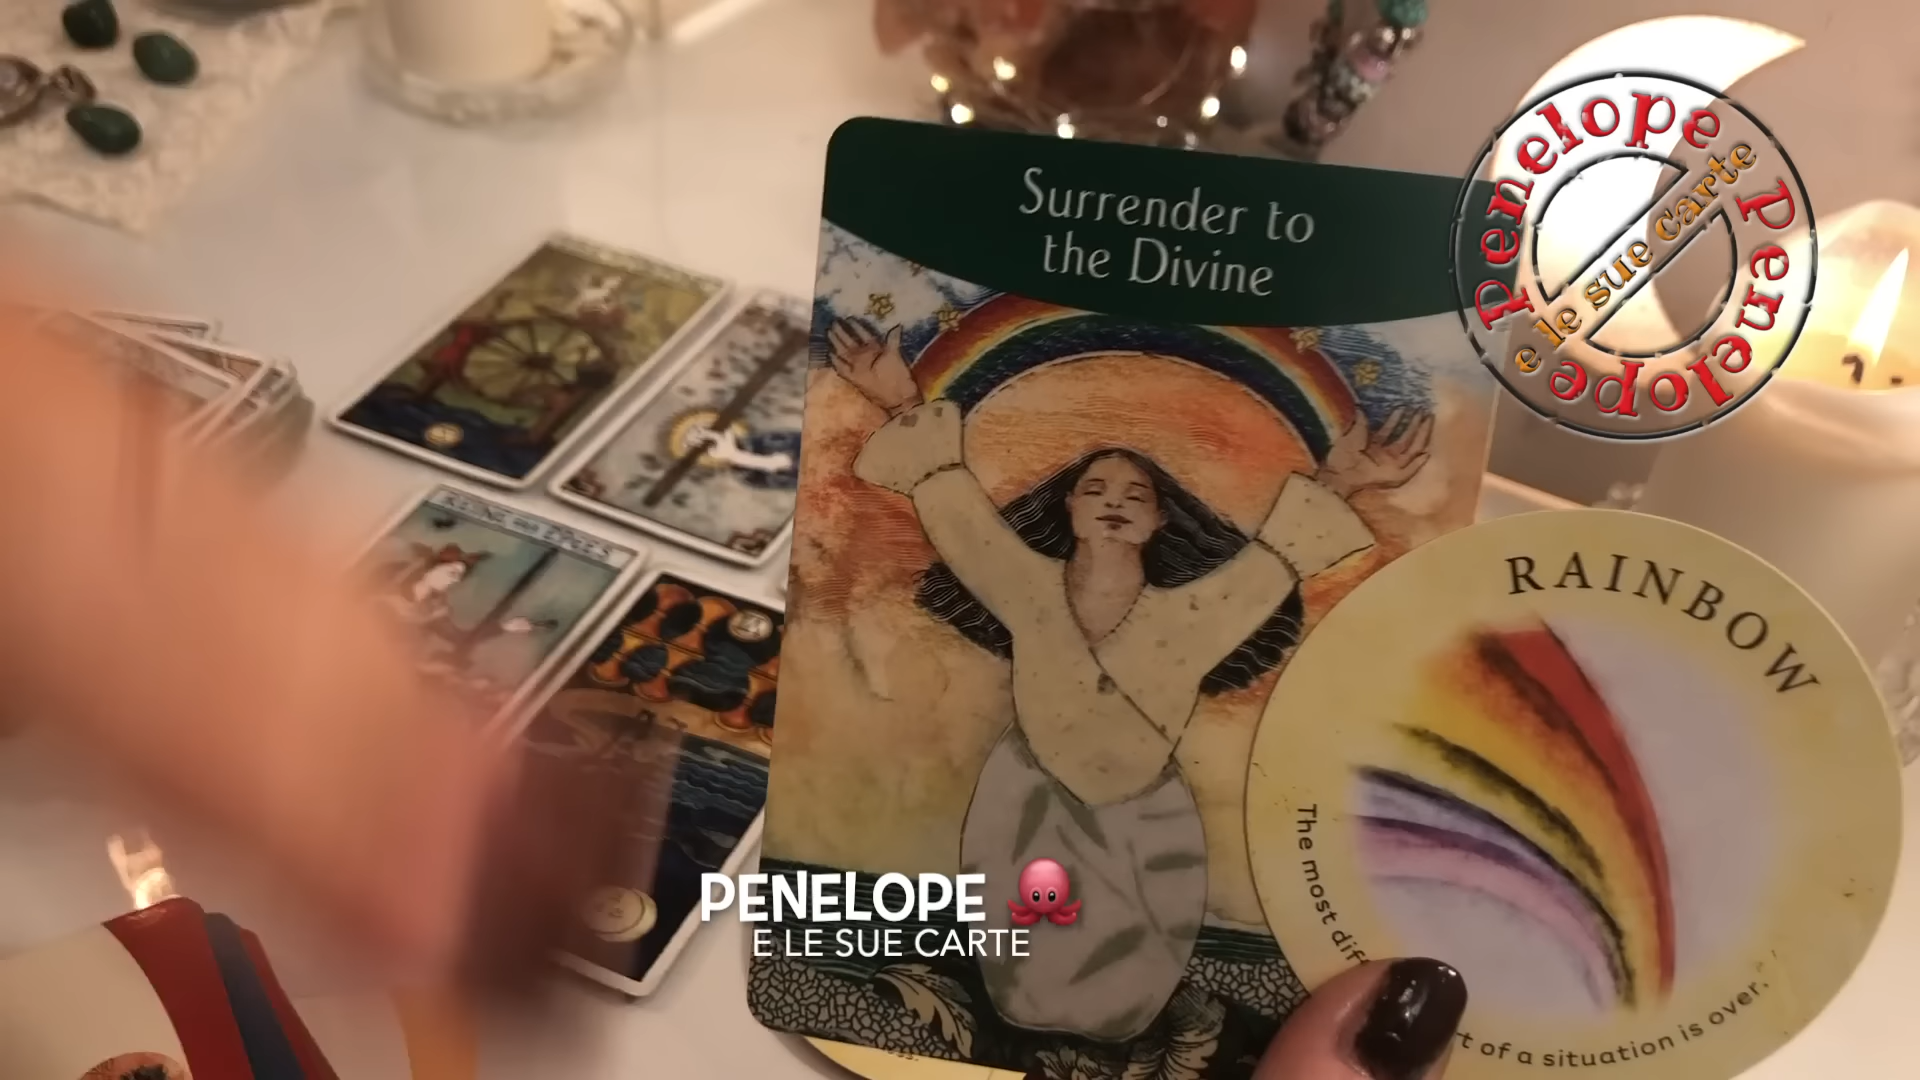 Surrender to
the Divine
Penelope Penelope
e le sue carte
RAINBOW
The most
t of a situation is over.
PENELOPE
E LE SUE CARTE